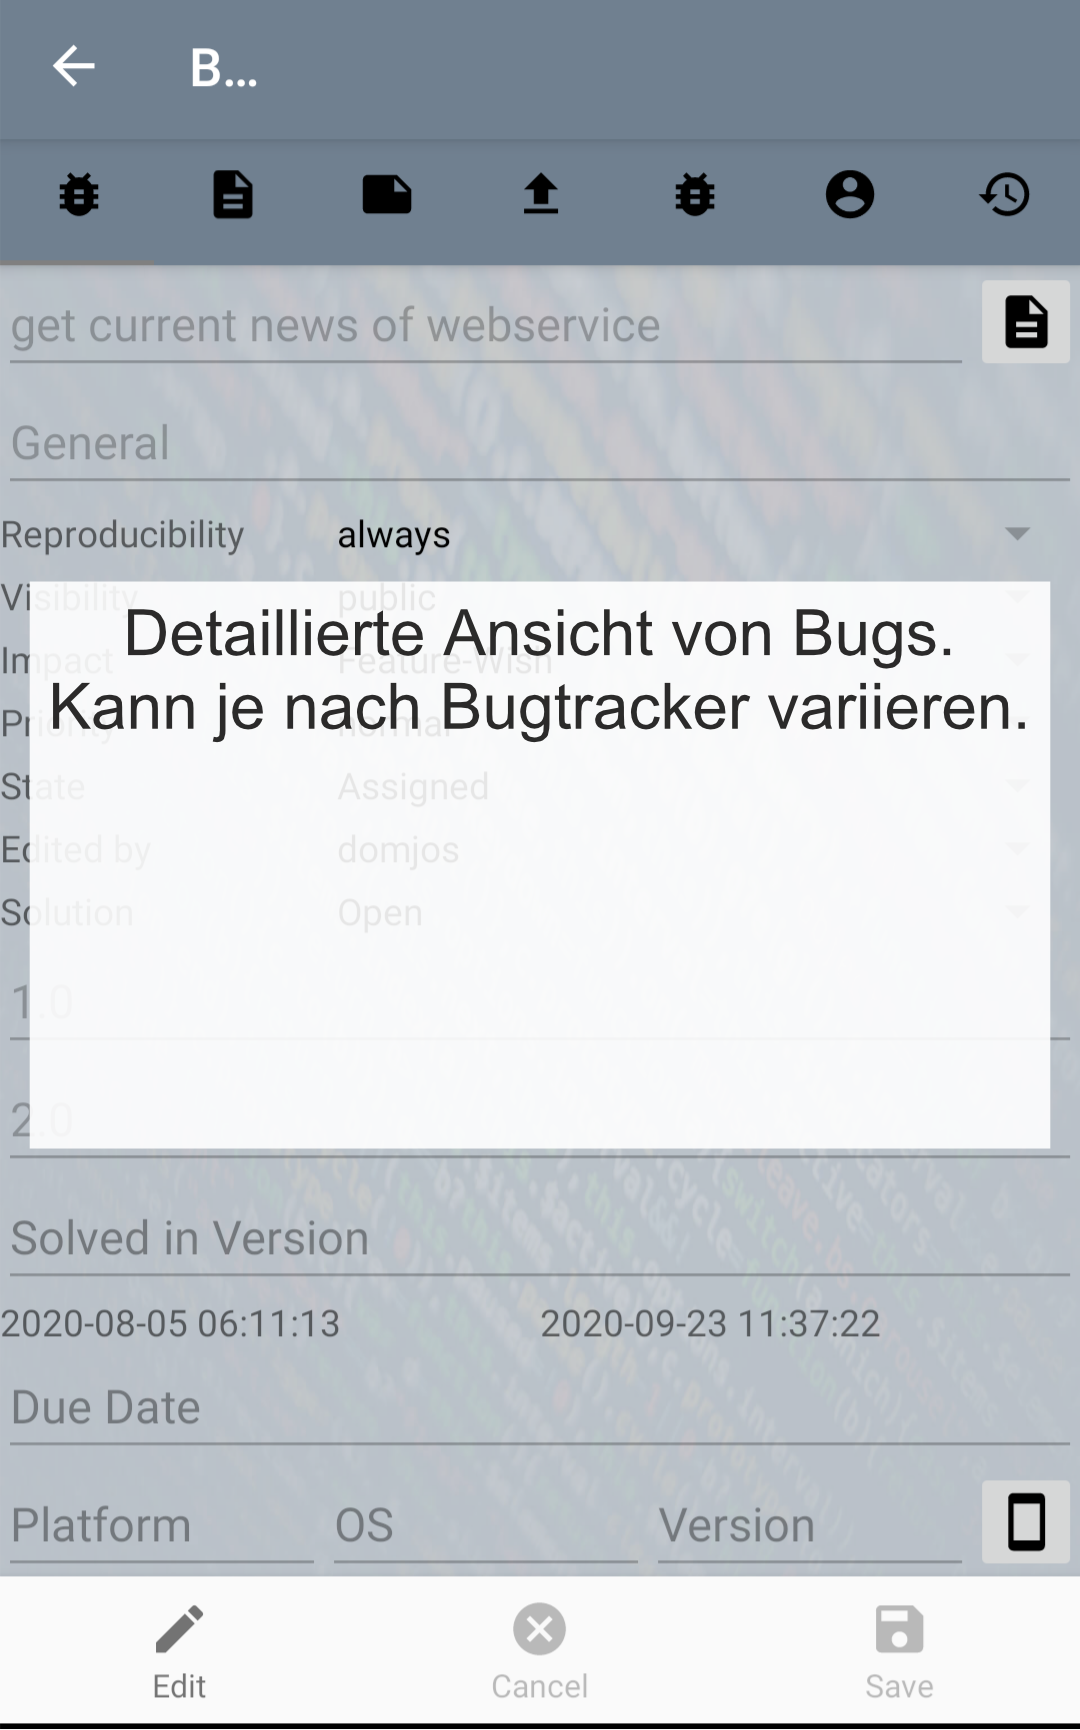 B...
get current news of webservice
General
Reproducibility always
Visibility public
Detaillierte Ansicht von Bugs.
Impact Feature-Wish
Kann je nach Bugtracker variieren.
Priority normal
State Assigned
Edited by domjos
Solution Open
1.0
2.0
Solved in Version
2020-08-05 06:11:13 2020-09-23 11:37:22
Due Date
Platform OS Version
Edit Cancel Save